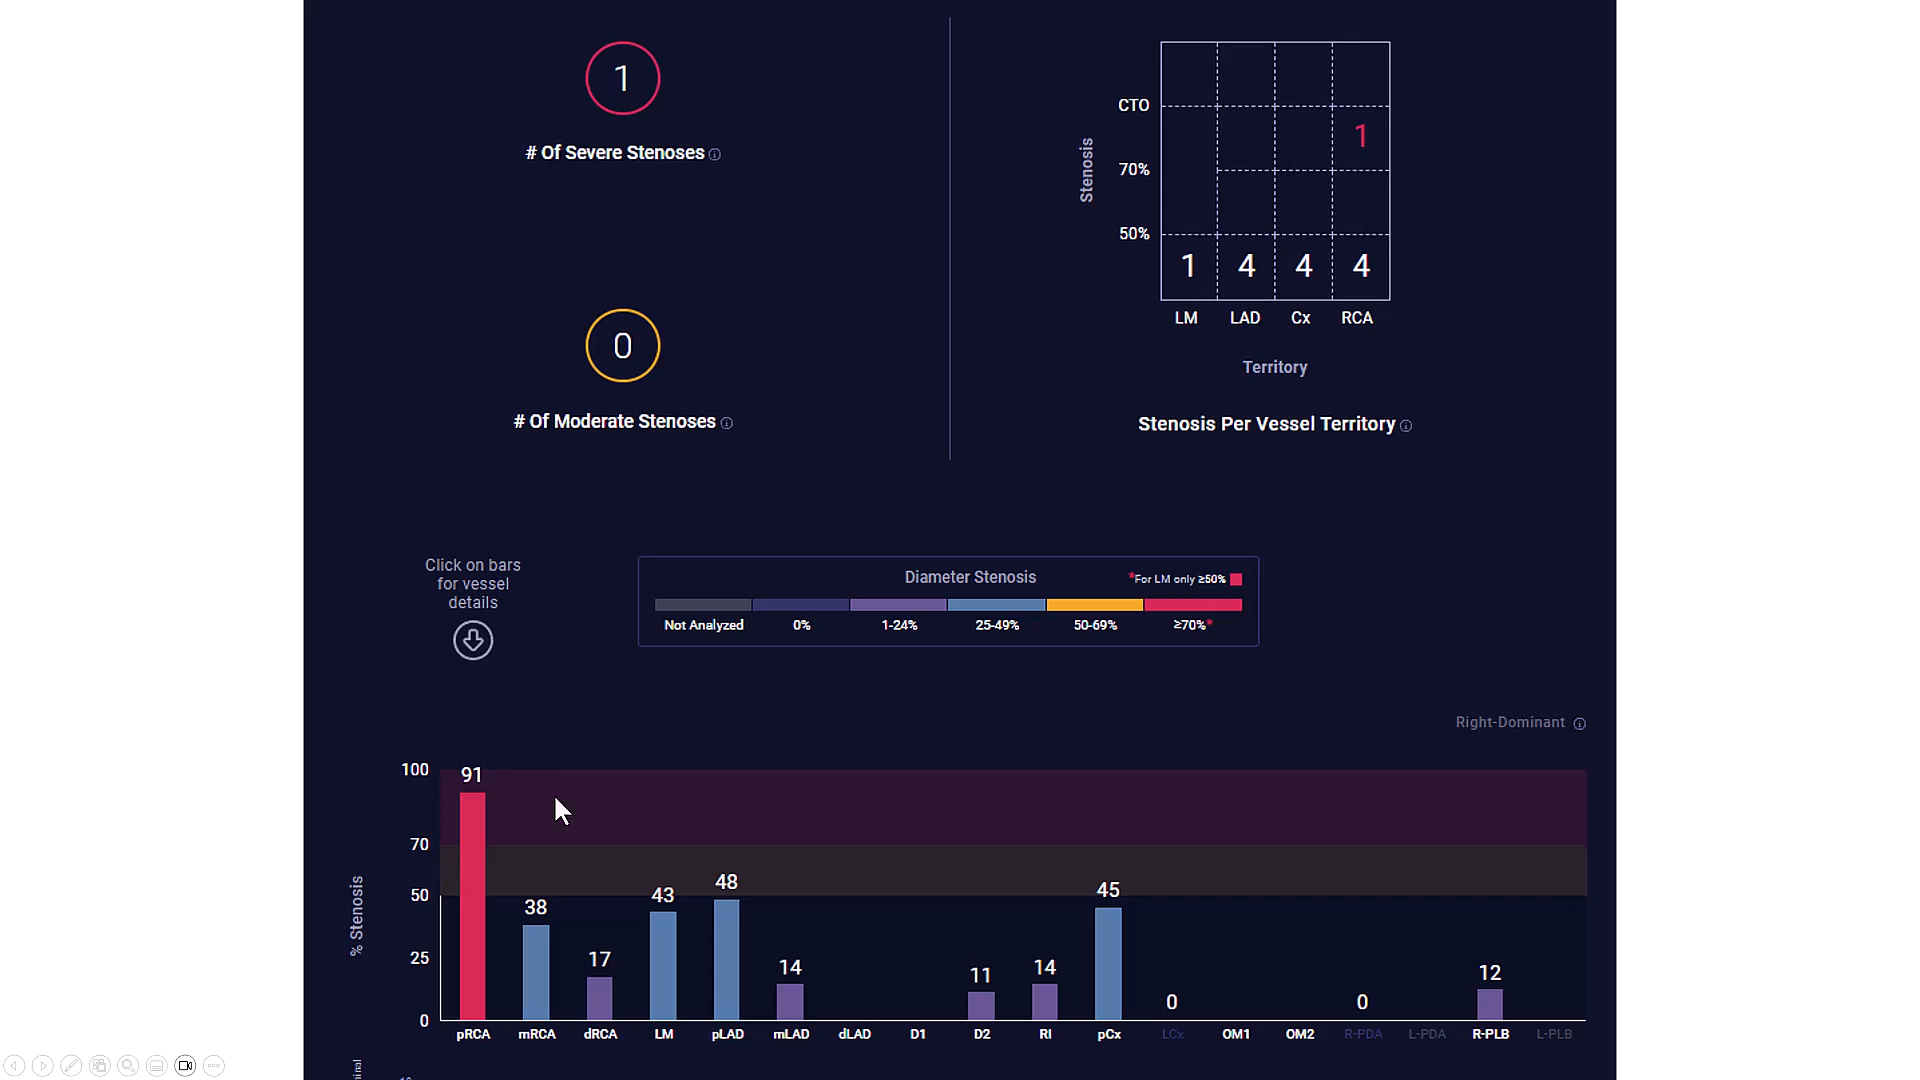 1
# Of Severe Stenoses
0
# Of Moderate Stenoses
Stenosis
CTO
70%
50%
1
1 4 4 4
LM LAD Cx RCA
Territory
Stenosis Per Vessel Territory
Click on bars
for vessel
details
Diameter Stenosis
*For LM only ≥50%
Not Analyzed 0% 1-24% 25-49% 50-69% ≥70%*
Right-Dominant
% Stenosis
100
70
50
25
0
91 38 17 43 48 14 11 14 45 0 0 12
pRCA mRCA dRCA LM pLAD mLAD dLAD D1 D2 RI pCx LCx OM1 OM2 R-PDA L-PDA R-PLB L-PLB